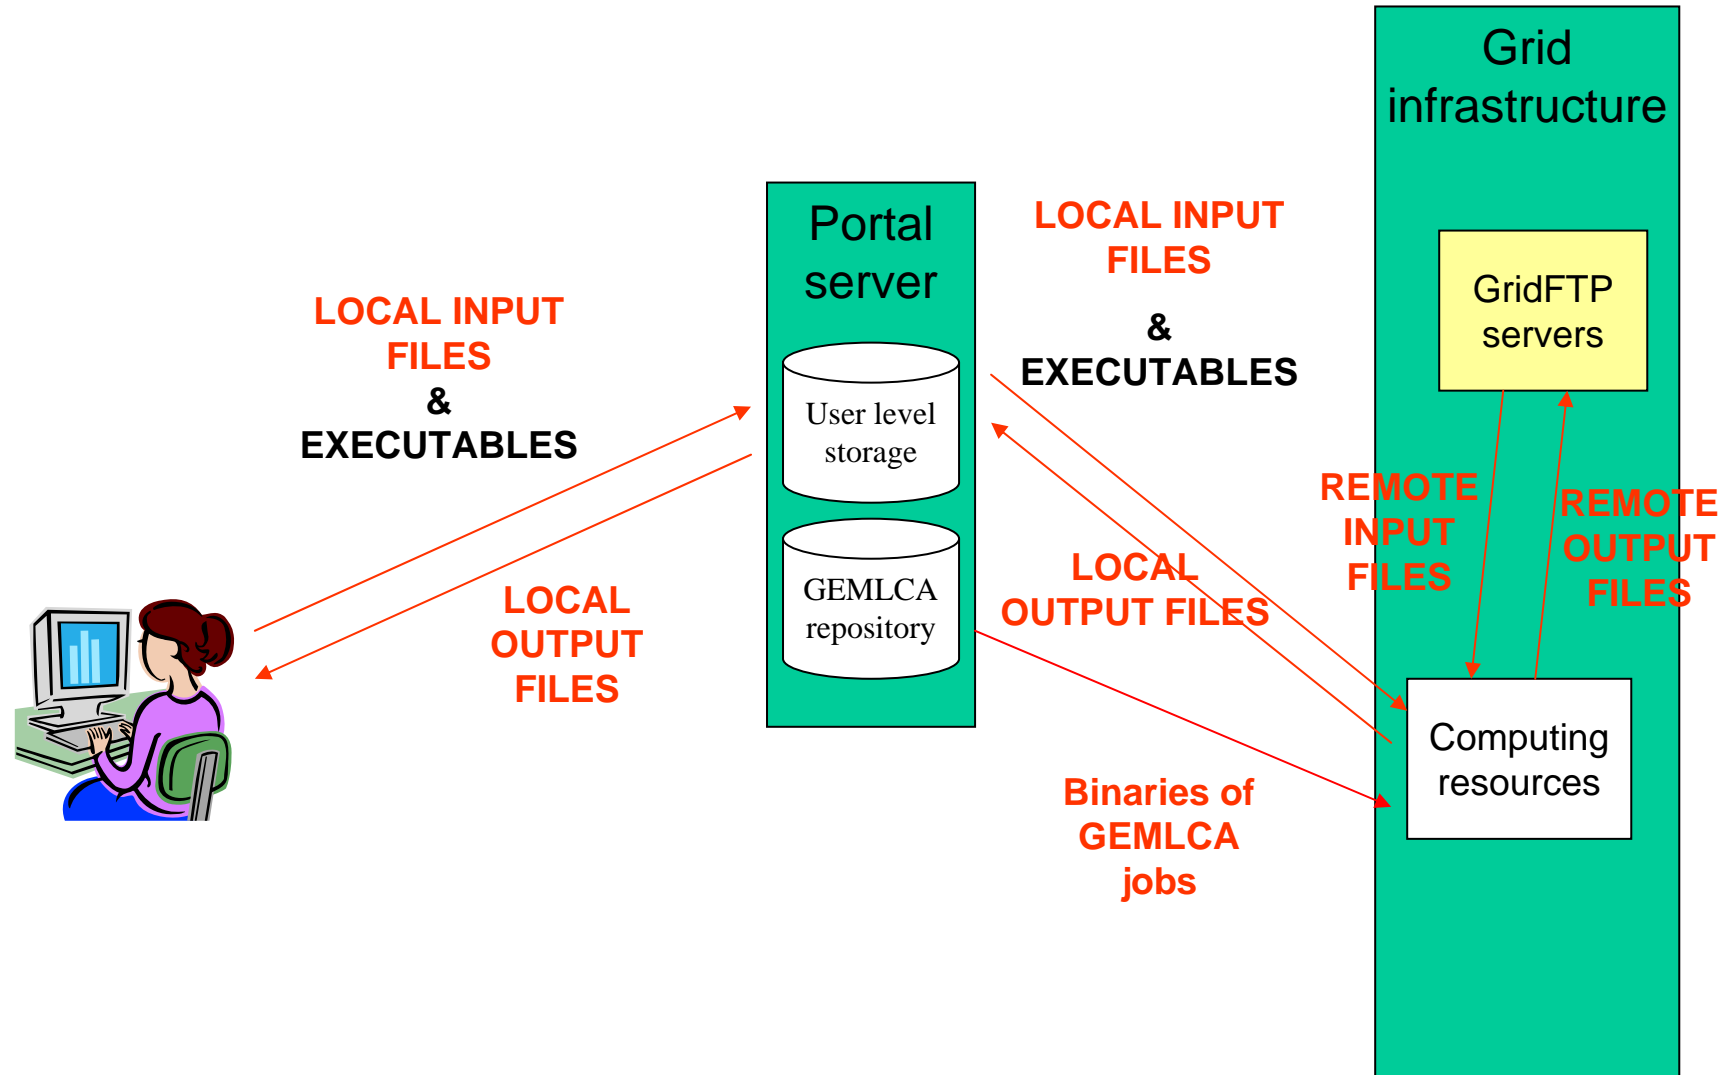 Grid
infrastructure
Portal
server
LOCAL INPUT
FILES
&
EXECUTABLES
LOCAL INPUT
FILES
&
EXECUTABLES
GridFTP
servers
User level
storage
REMOTE
INPUT
FILES
REMOTE
OUTPUT
FILES
GEMLCA
repository
LOCAL
OUTPUT
FILES
LOCAL
OUTPUT FILES
Computing
resources
Binaries of
GEMLCA
jobs